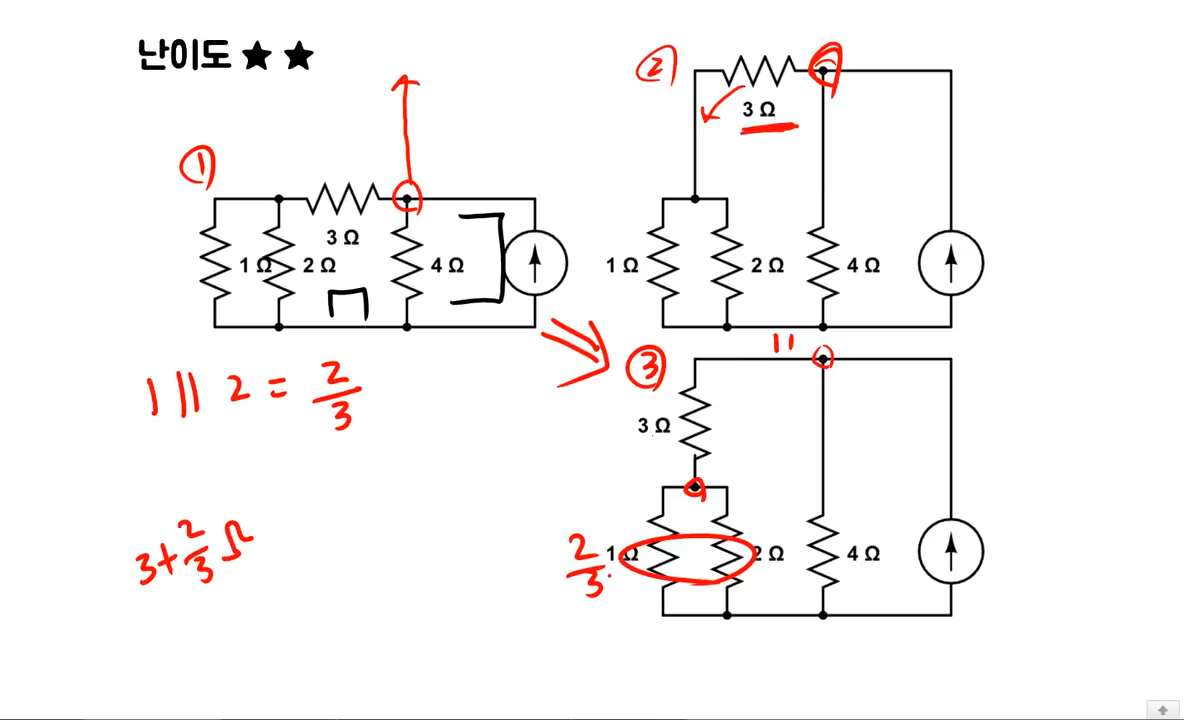 난이도 ★ ★
①
3 Ω
1 Ω
2 Ω
4 Ω
1 || 2 = 2/3
3+2/3 Ω
②
3 Ω
1 Ω
2 Ω
4 Ω
③
||
3 Ω
2/3
1 Ω
2 Ω
4 Ω